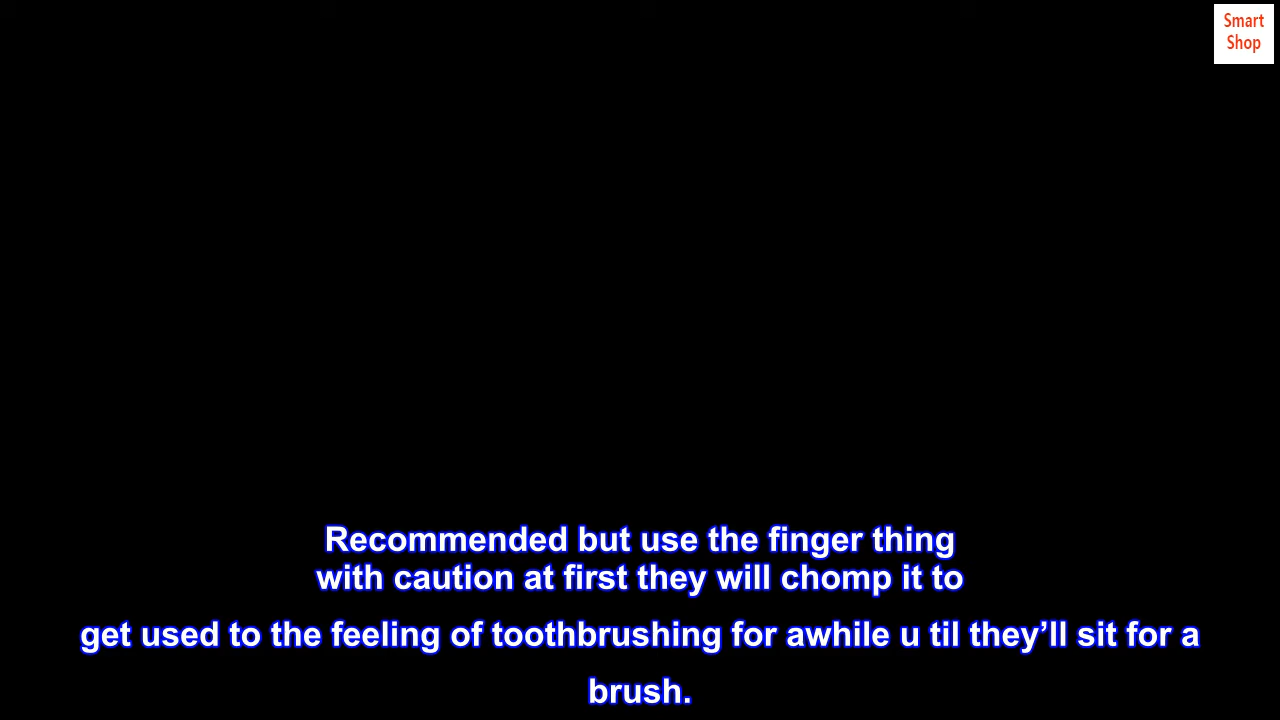 Smart
Shop
Recommended but use the finger thing
with caution at first they will chomp it to
get used to the feeling of toothbrushing for awhile u til they’ll sit for a
brush.